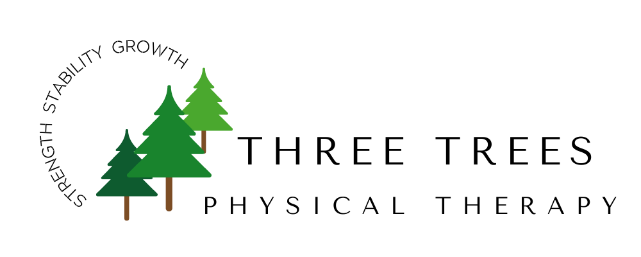 STRENGTH STABILITY GROWTH
THREE TREES
PHYSICAL THERAPY